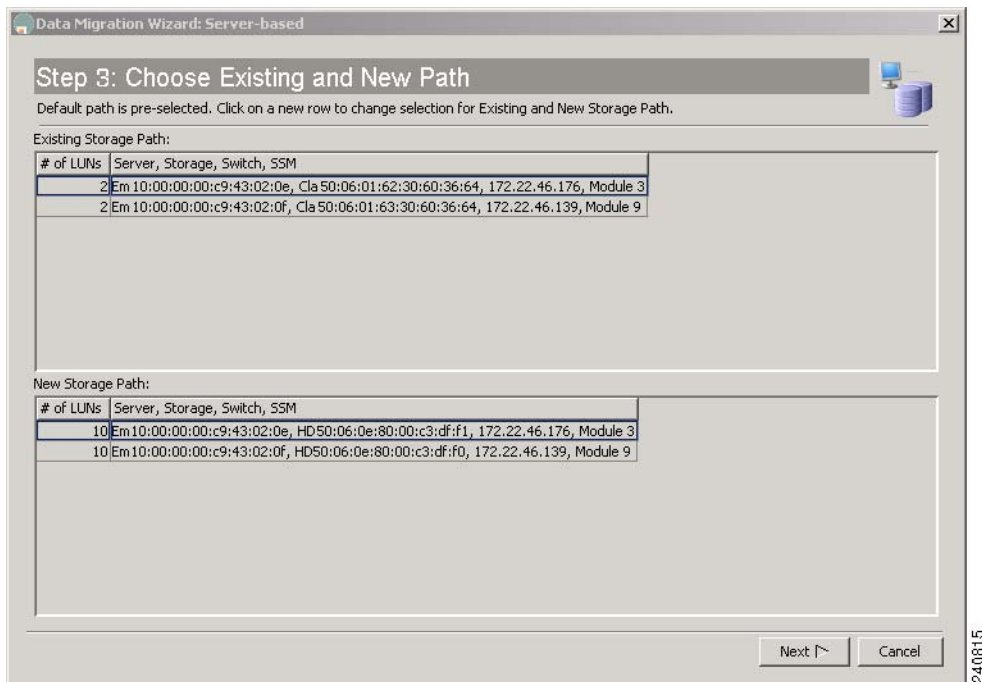 Data Migration Wizard: Server-based
Step 3: Choose Existing and New Path
Default path is pre-selected. Click on a new row to change selection for Existing and New Storage Path.
Existing Storage Path:
# of LUNs Server, Storage, Switch, SSM
2 Em 10:00:00:00:c9:43:02:0e, Cla 50:06:01:62:30:60:36:64, 172.22.46.176, Module 3
2 Em 10:00:00:00:c9:43:02:0f, Cla 50:06:01:63:30:60:36:64, 172.22.46.139, Module 9
New Storage Path:
# of LUNs Server, Storage, Switch, SSM
10 Em10:00:00:00:c9:43:02:0e, HD50:06:0e:80:00:c3:df:f1, 172.22.46.176, Module 3
10 Em10:00:00:00:c9:43:02:0f, HD50:06:0e:80:00:c3:df:f0, 172.22.46.139, Module 9
Next Cancel
240815